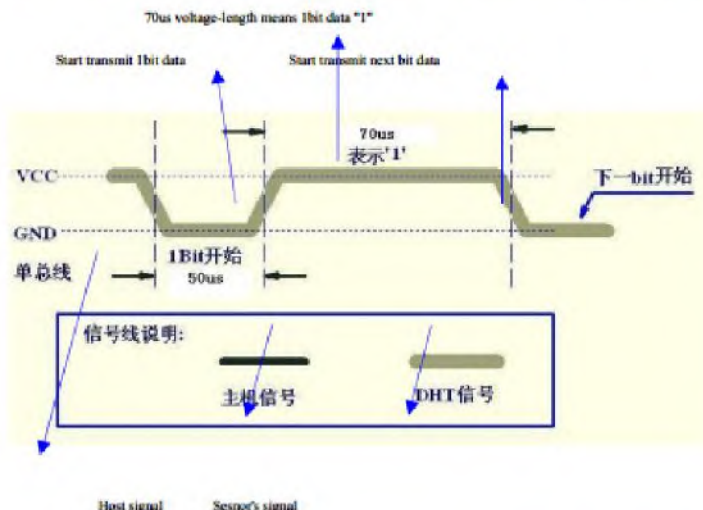 70us voltage-length means 1bit data "1"
Start transmit 1bit data
Start transmit next bit data
70us
表示'1'
VCC
下一bit开始
GND
1Bit开始
单总线
50us
信号线说明:
主机信号
DHT信号
Host signal
Sesnor's signal